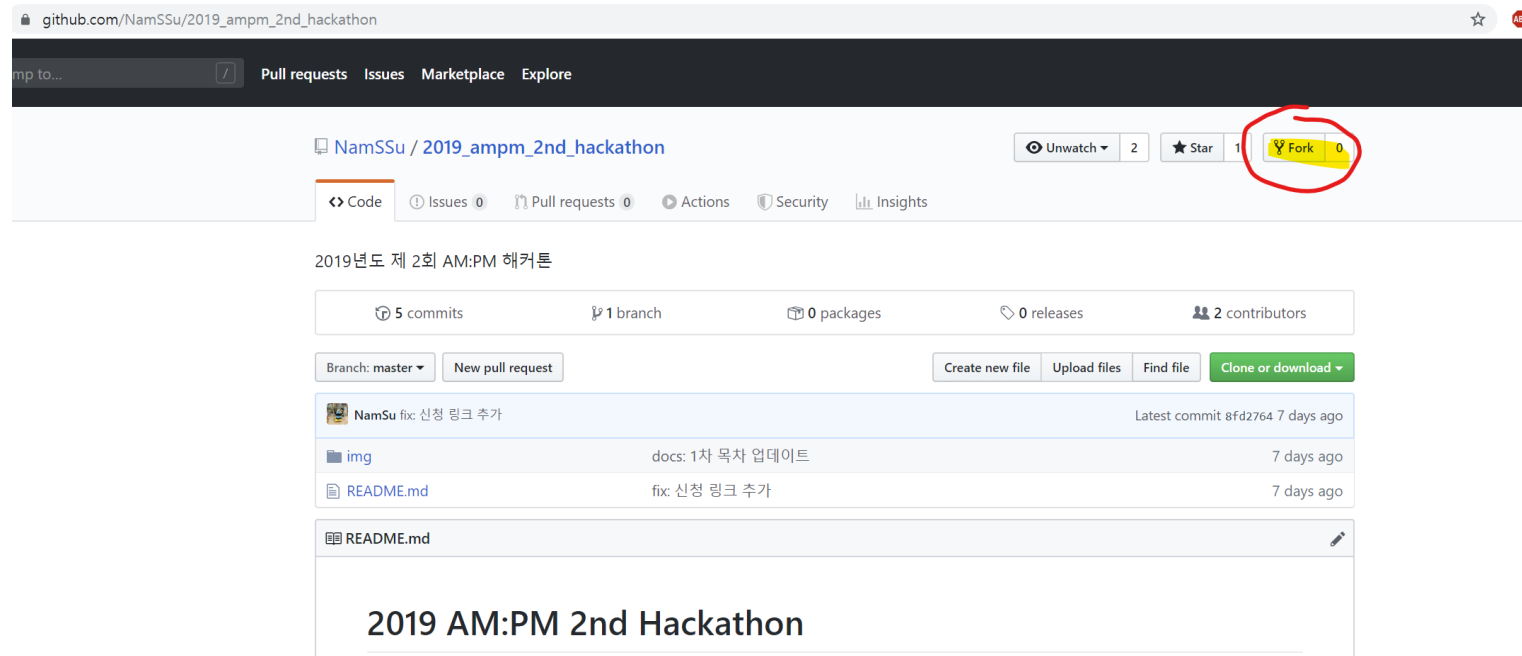 github.com/NamSSu/2019_ampm_2nd_hackathon
mp to... / Pull requests Issues Marketplace Explore
NamSSu / 2019_ampm_2nd_hackathon Unwatch 2 Star 1 Fork 0
Code Issues 0 Pull requests 0 Actions Security Insights
2019년도 제 2회 AM:PM 해커톤
5 commits 1 branch 0 packages 0 releases 2 contributors
Branch: master New pull request Create new file Upload files Find file Clone or download
NamSu fix: 신청 링크 추가 Latest commit 8fd2764 7 days ago
img docs: 1차 목차 업데이트 7 days ago
README.md fix: 신청 링크 추가 7 days ago
README.md
2019 AM:PM 2nd Hackathon